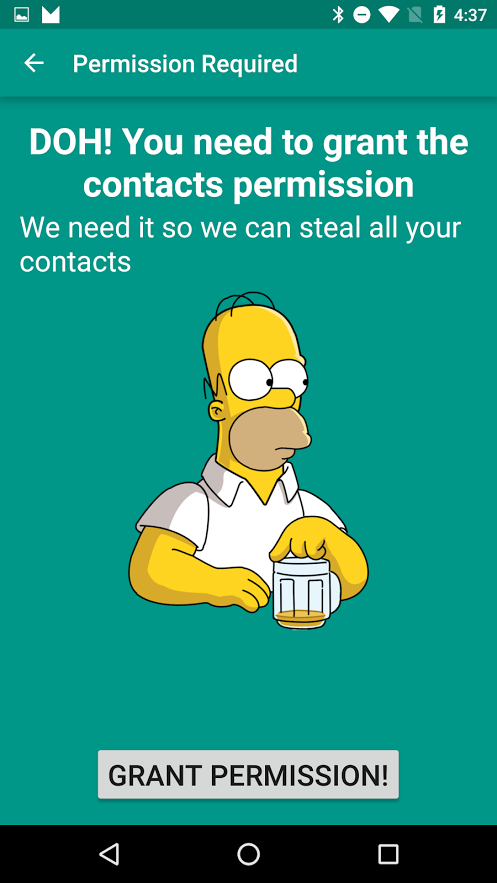 4:37
Permission Required
DOH! You need to grant the
contacts permission
We need it so we can steal all your
contacts
GRANT PERMISSION!